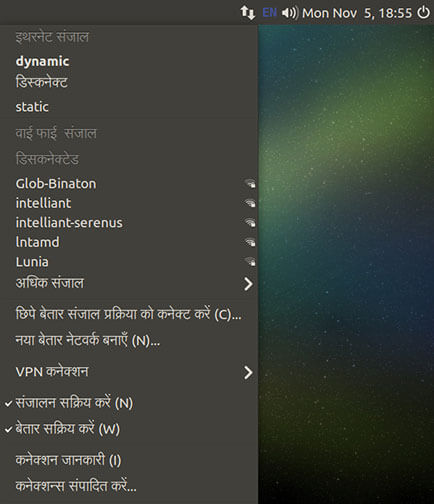 EN Mon Nov 5, 18:55
इथरनेट संजाल
dynamic
डिस्कनेक्ट
static
वाई फाई संजाल
डिसकनेक्टेड
Glob-Binaton
intelliant
intelliant-serenus
lntamd
Lunia
अधिक संजाल
छिपे बेतार संजाल प्रक्रिया को कनेक्ट करें (C)...
नया बेतार नेटवर्क बनाएँ (N)...
VPN कनेक्शन
संजालन सक्रिय करें (N)
बेतार सक्रिय करें (W)
कनेक्शन जानकारी (I)
कनेक्शन्स संपादित करें...